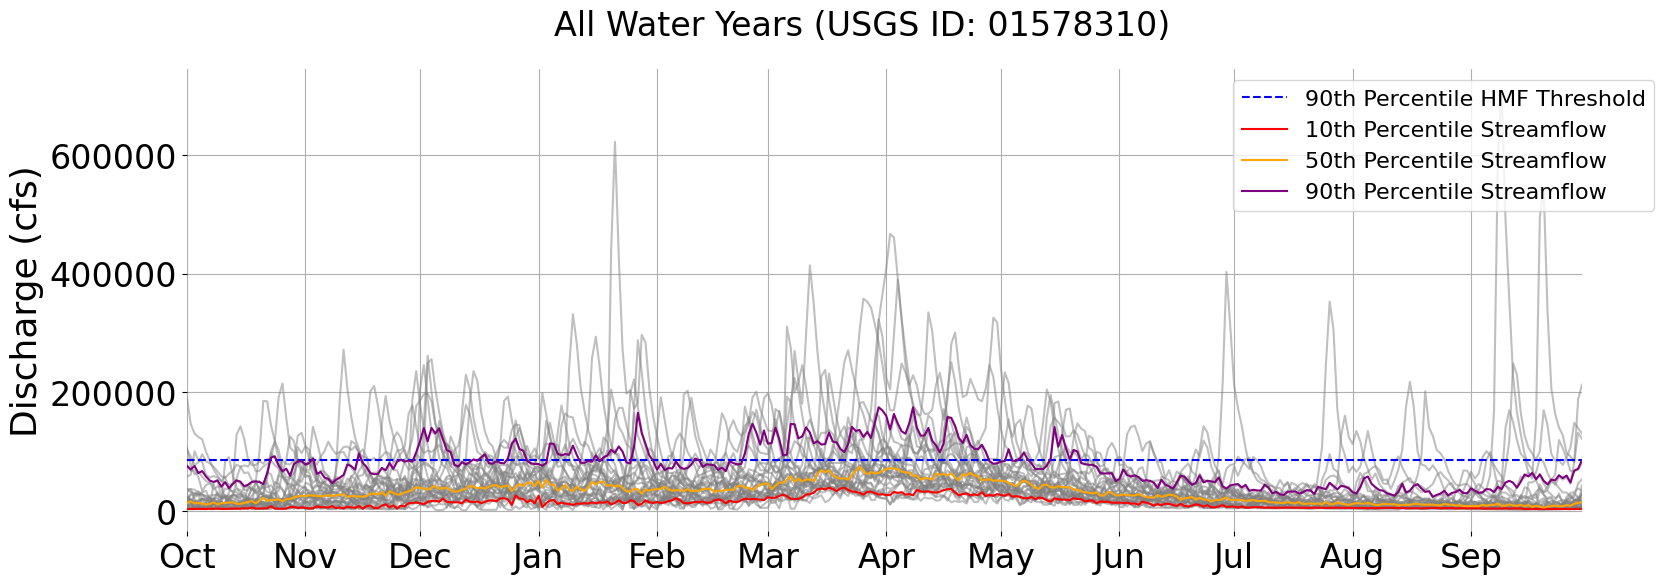 All Water Years (USGS ID: 01578310)
90th Percentile HMF Threshold
10th Percentile Streamflow
50th Percentile Streamflow
90th Percentile Streamflow
Discharge (cfs)
600000
400000
200000
0
Oct Nov Dec Jan Feb Mar Apr May Jun Jul Aug Sep